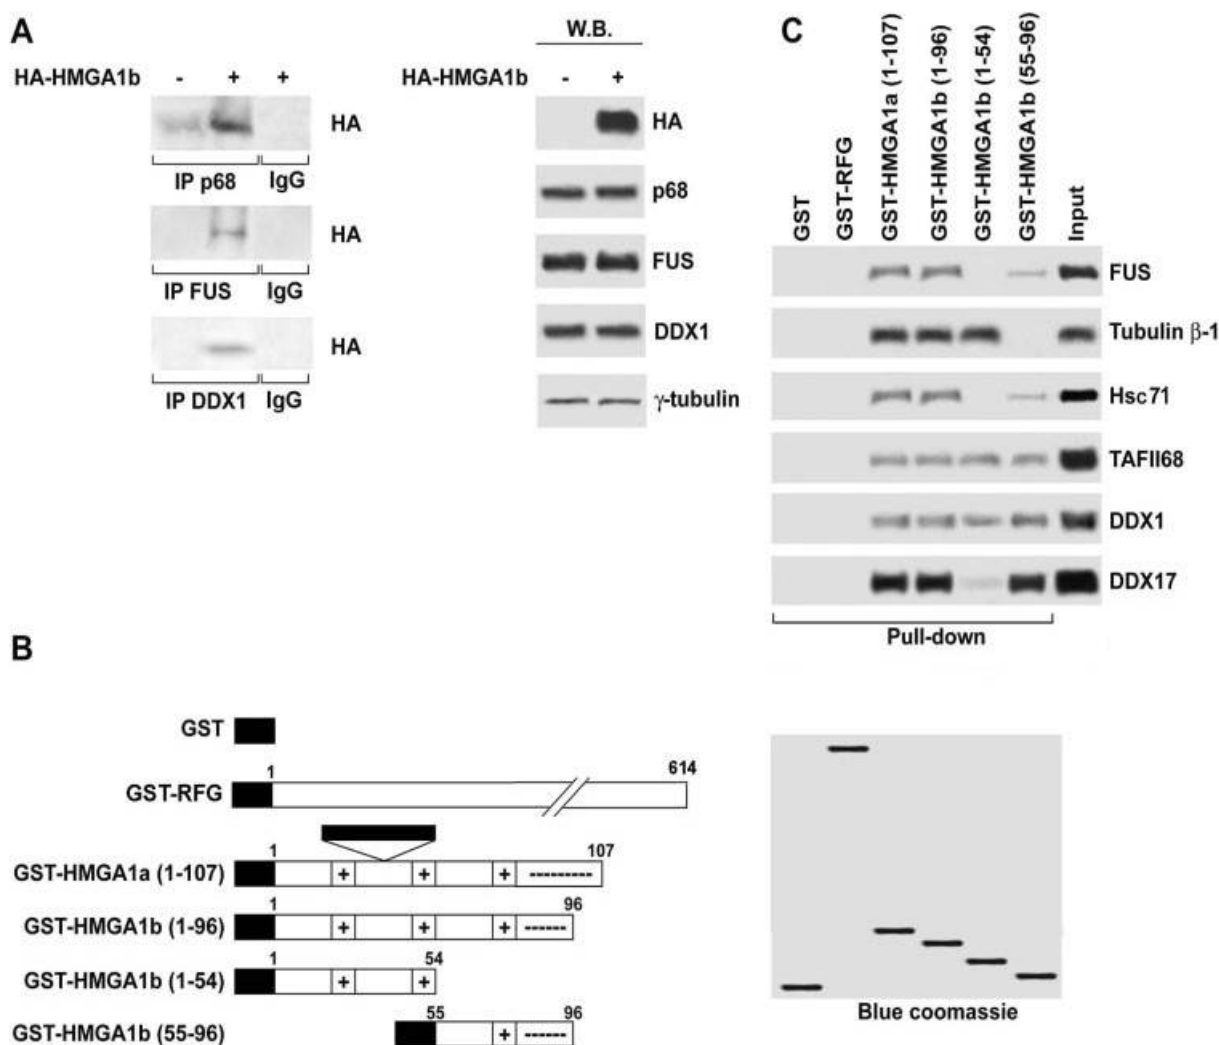 A
W.B.
HA-HMGA1b - + +
HA
IP p68 IgG
HA
IP FUS IgG
HA
IP DDX1 IgG
HA-HMGA1b - +
HA
p68
FUS
DDX1
γ-tubulin
C
GST
GST-RFG
GST-HMGA1a (1-107)
GST-HMGA1b (1-96)
GST-HMGA1b (1-54)
GST-HMGA1b (55-96)
Input
FUS
Tubulin β-1
Hsc71
TAFII68
DDX1
DDX17
Pull-down
B
GST
1 614
GST-RFG
1 107
GST-HMGA1a (1-107) + + + ---------
1 96
GST-HMGA1b (1-96) + + + ------
1 54
GST-HMGA1b (1-54) + +
55 96
GST-HMGA1b (55-96) + ------
Blue coomassie